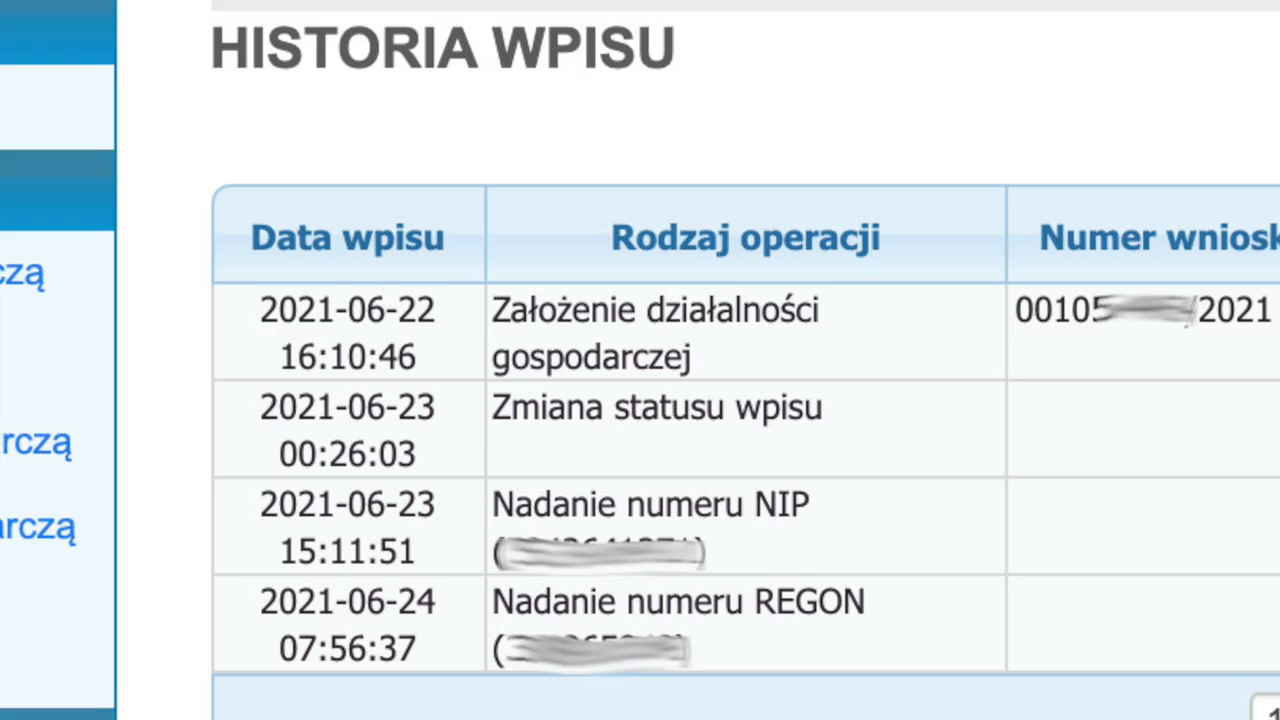 HISTORIA WPISU
Data wpisu
Rodzaj operacji
Numer wniosk
czą
rczą
arczą
2021-06-22
16:10:46
Założenie działalności
gospodarczej
00105
/2021
2021-06-23
00:26:03
Zmiana statusu wpisu
2021-06-23
15:11:51
Nadanie numeru NIP
2021-06-24
07:56:37
Nadanie numeru REGON